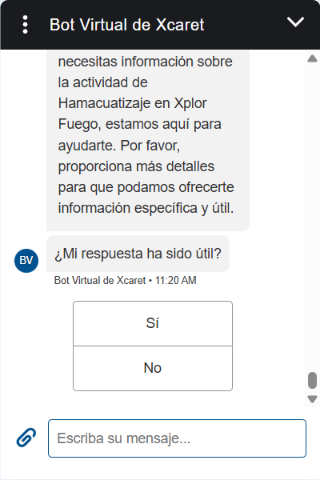 Bot Virtual de Xcaret
necesitas información sobre
la actividad de
Hamacuatizaje en Xplor
Fuego, estamos aquí para
ayudarte. Por favor,
proporciona más detalles
para que podamos ofrecerte
información específica y útil.
BV
¿Mi respuesta ha sido útil?
Bot Virtual de Xcaret • 11:20 AM
Sí
No
Escriba su mensaje...